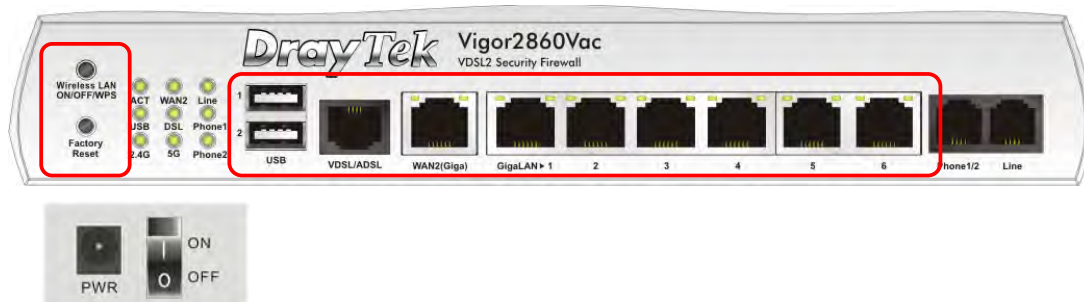 DrayTek Vigor2860Vac
VDSL2 Security Firewall
Wireless LAN
ON/OFF/WPS
Factory
Reset
ACT WAN2 Line
USB DSL Phone1
2.4G 5G Phone2
1
2
USB
VDSL/ADSL
WAN2(Giga)
GigaLAN ▸ 1 2 3 4 5 6
Phone1/2 Line
PWR
ON
OFF
I
0